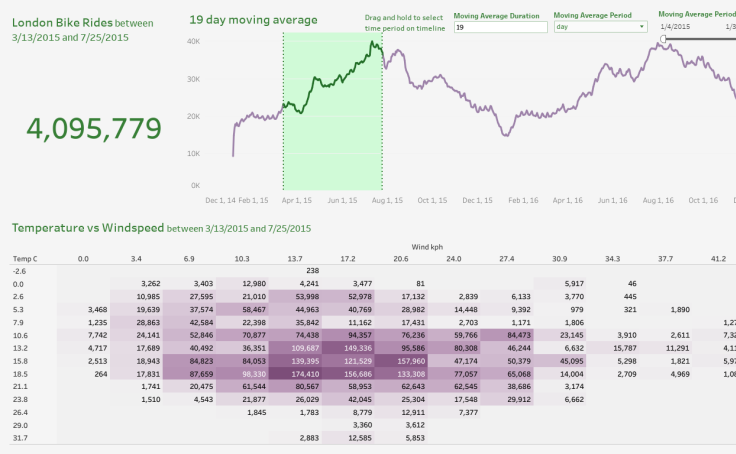 London Bike Rides between
3/13/2015 and 7/25/2015
4,095,779
19 day moving average
Drag and hold to select
time period on timeline
Moving Average Duration
19
Moving Average Period
day
Moving Average Period
1/4/2015
40K
30K
20K
10K
0K
Dec 1, 14 Feb 1, 15 Apr 1, 15 Jun 1, 15 Aug 1, 15 Oct 1, 15 Dec 1, 15 Feb 1, 16 Apr 1, 16 Jun 1, 16 Aug 1, 16 Oct 1, 16
Temperature vs Windspeed between 3/13/2015 and 7/25/2015
Wind kph
Temp C 0.0 3.4 6.9 10.3 13.7 17.2 20.6 24.0 27.4 30.9 34.3 37.7 41.2
-2.6 238
0.0 3,262 3,403 12,980 4,241 3,477 81 5,917 46
2.6 10,985 27,595 21,010 53,998 52,978 17,132 2,839 6,133 3,770 445
5.3 3,468 19,639 37,574 58,467 44,963 40,769 28,982 14,448 9,392 979 321 1,890
7.9 1,235 28,863 42,584 22,398 35,842 11,162 17,431 2,703 1,171 1,806
10.6 7,742 24,141 52,846 70,877 74,438 94,357 76,236 59,766 84,473 23,145 3,910 2,611
13.2 4,717 17,689 40,492 36,351 109,687 149,336 95,586 80,308 46,244 6,632 15,787 11,291
15.8 2,513 18,943 84,823 84,053 139,395 121,529 157,960 47,174 50,379 45,095 5,298 1,821
18.5 264 17,831 87,659 98,330 174,410 156,686 133,308 77,057 65,068 14,004 2,709 4,969
21.1 1,741 20,475 61,544 80,567 58,953 62,643 62,545 38,686 3,174
23.8 1,510 4,543 21,877 26,029 42,045 25,304 17,548 29,912 6,662
26.4 1,845 1,783 8,779 12,911 7,377
29.0 3,360 3,612
31.7 2,883 12,585 5,853